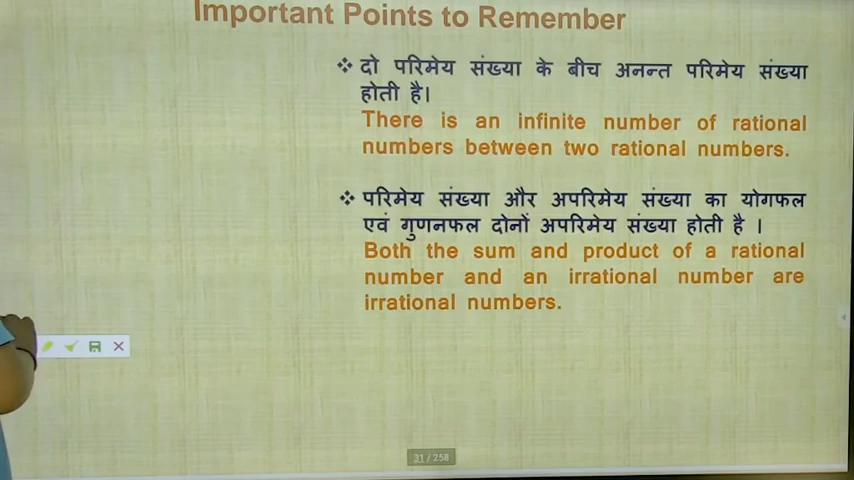 Important Points to Remember
❖ दो परिमेय संख्या के बीच अनन्त परिमेय संख्या
होती है।
There is an infinite number of rational
numbers between two rational numbers.
❖ परिमेय संख्या और अपरिमेय संख्या का योगफल
एवं गुणनफल दोनों अपरिमेय संख्या होती है ।
Both the sum and product of a rational
number and an irrational number are
irrational numbers.
31 / 258